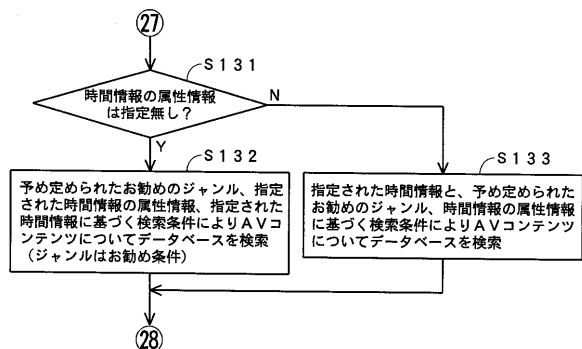 27
S131
時間情報の属性情報
は指定無し？
N
Y
S132
予め定められたお勧めのジャンル、指定
された時間情報の属性情報、指定された
時間情報に基づく検索条件によりＡＶコ
ンテンツについてデータベースを検索
（ジャンルはお勧め条件）
S133
指定された時間情報と、予め定められた
お勧めのジャンル、時間情報の属性情報
に基づく検索条件によりＡＶコンテンツ
についてデータベースを検索
28